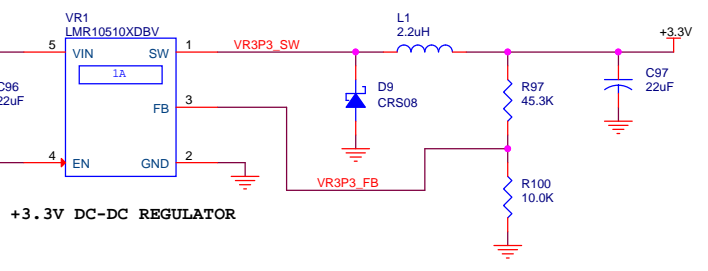 VR1
LMR10510XDBV
5
VIN
SW
1
VR3P3_SW
1A
FB
3
4
EN
GND
2
VR3P3_FB
L1
2.2uH
+3.3V
D9
CRS08
R97
45.3K
C97
22uF
R100
10.0K
C96
22uF
+3.3V DC-DC REGULATOR